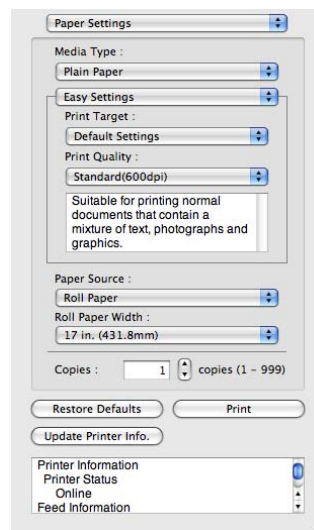 Paper Settings
Media Type :
Plain Paper
Easy Settings
Print Target :
Default Settings
Print Quality :
Standard(600dpi)
Suitable for printing normal
documents that contain a
mixture of text, photographs and
graphics.
Paper Source :
Roll Paper
Roll Paper Width :
17 in. (431.8mm)
Copies : 1 copies (1 - 999)
Restore Defaults Print
Update Printer Info.
Printer Information
Printer Status
Online
Feed Information